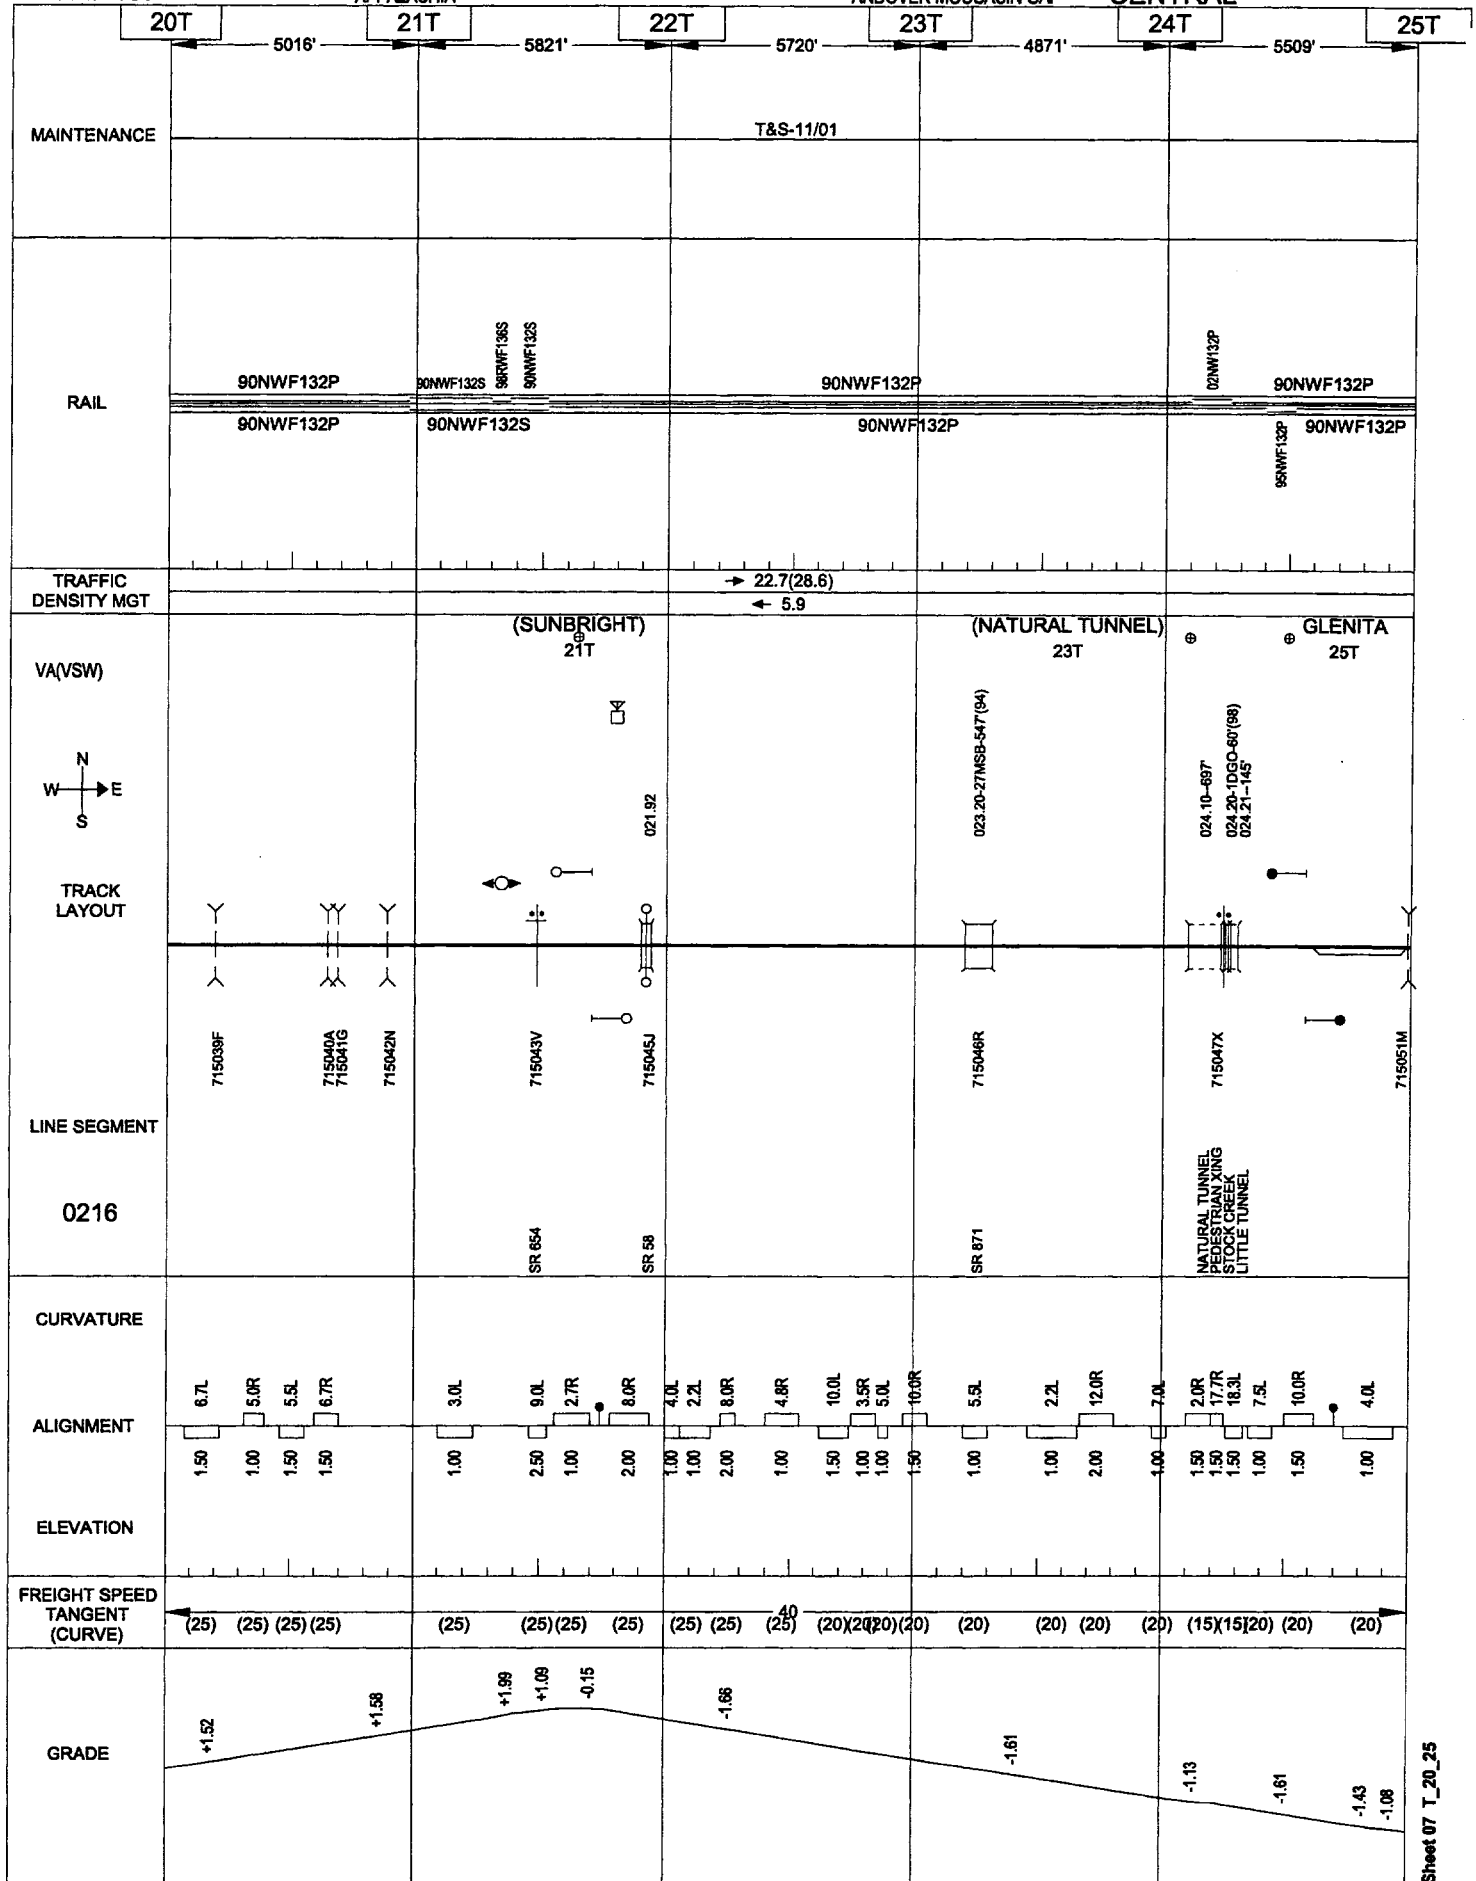 CENTRAL
20T 21T 22T 23T 24T 25T
5016' 5821' 5720' 4871' 5509'
MAINTENANCE
T&S-11/01
98RWF136S
90NWF132S
02NW132P
90NWF132P 90NWF132S 90NWF132P 90NWF132P
RAIL
90NWF132P 90NWF132S 90NWF132P 90NWF132P
95NWF132P
TRAFFIC
DENSITY MGT
22.7(28.6)
5.9
(SUNBRIGHT) (NATURAL TUNNEL) GLENITA
21T 23T 25T
VA(VSW)
N
W E
S
021.92
023.20-27MSB-547'(94)
024.10--697'
024.20-1DGO-60'(98)
024.21--145'
TRACK
LAYOUT
715039F
715040A
715041G
715042N
715043V
715045J
715046R
715047X
715051M
LINE SEGMENT
0216
SR 654
SR 58
SR 871
NATURAL TUNNEL
PEDESTRIAN XING
STOCK CREEK
LITTLE TUNNEL
CURVATURE
6.7L 5.0R 5.5L 6.7R 3.0L 9.0L 2.7R 8.0R 4.0L 2.2L 8.0R 4.8R 10.0L 3.5R 5.0L 10.0R 5.5L 2.2L 12.0R 7.0L 2.0R 17.7R 18.3L 7.5L 10.0R 4.0L
ALIGNMENT
1.50 1.00 1.50 1.50 1.00 2.50 1.00 2.00 1.00 1.00 2.00 1.00 1.50 1.00 1.00 1.50 1.00 1.00 2.00 1.00 1.50 1.50 1.50 1.00 1.50 1.00
ELEVATION
FREIGHT SPEED
TANGENT
(CURVE)
40
(25) (25) (25) (25) (25) (25) (25) (25) (25) (25) (25) (20) (20) (20) (20) (20) (20) (20) (20) (15) (15) (20) (20) (20)
GRADE
+1.52 +1.58 +1.99 +1.09 -0.15 -1.66 -1.61 -1.13 -1.61 -1.43 -1.08
Sheet 07 T_20_25